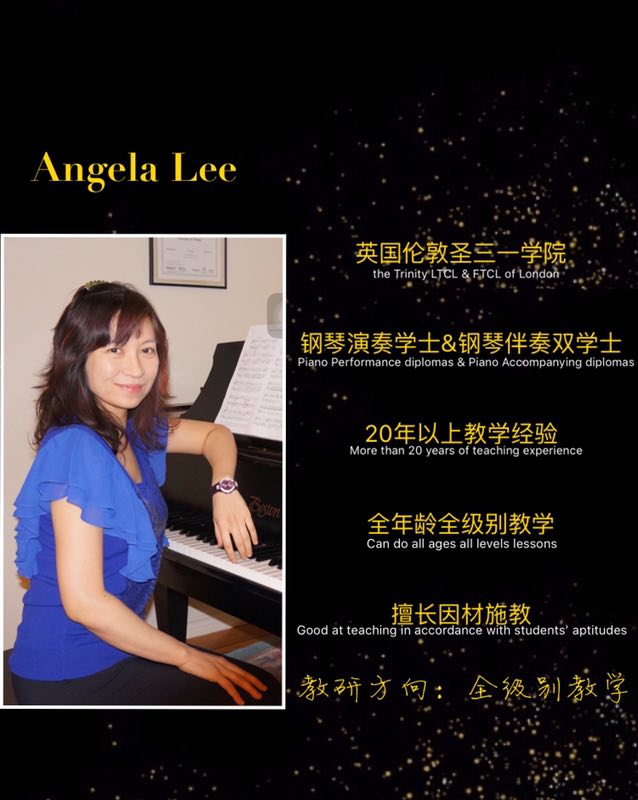 Angela Lee
英国伦敦圣三一学院
the Trinity LTCL & FTCL of London
钢琴演奏学士&钢琴伴奏双学士
Piano Performance diplomas & Piano Accompanying diplomas
20年以上教学经验
More than 20 years of teaching experience
全年龄全级别教学
Can do all ages all levels lessons
擅长因材施教
Good at teaching in accordance with students' aptitudes
教研方向：全级别教学
Boston